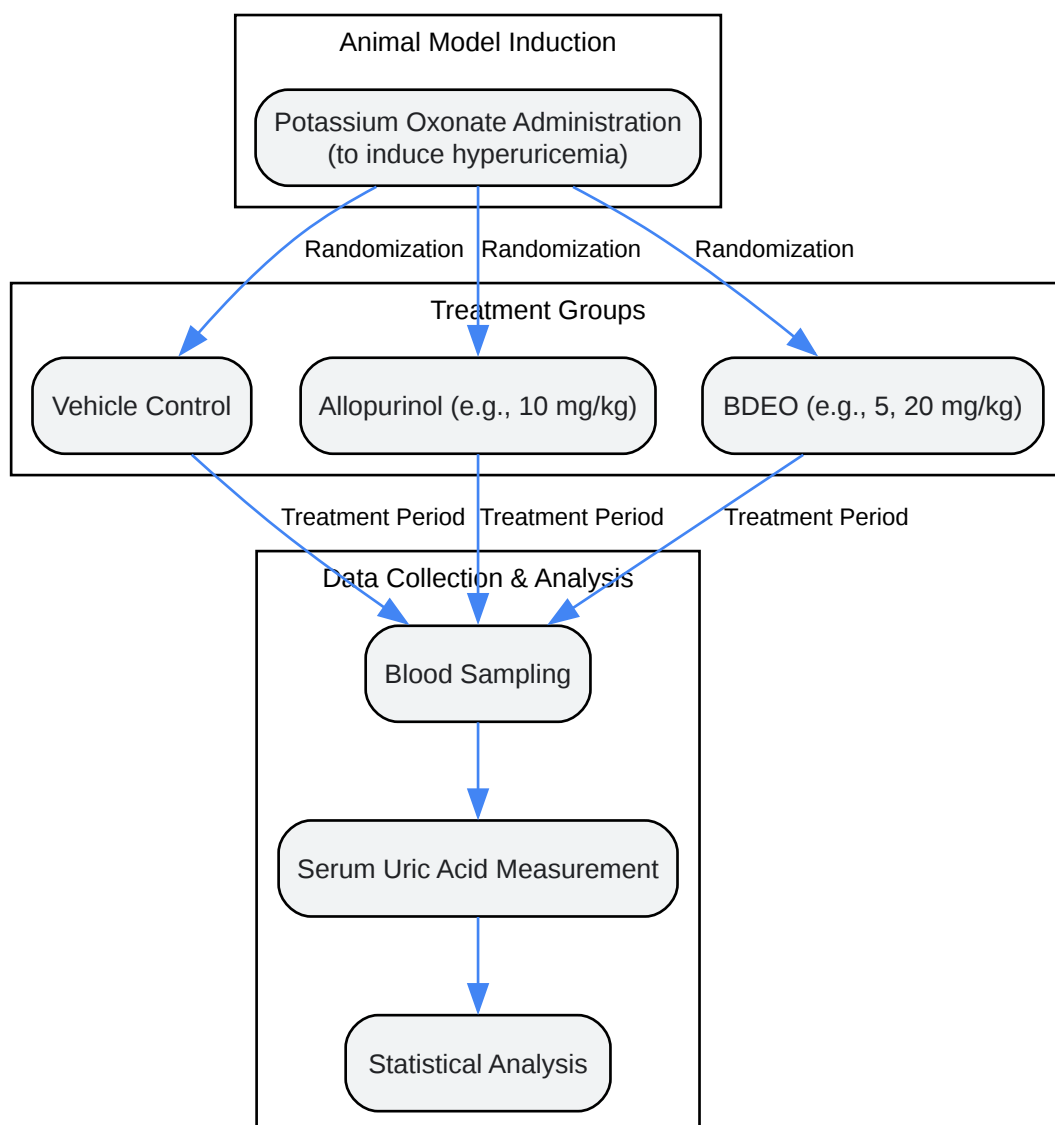 Animal Model Induction
Potassium Oxonate Administration
(to induce hyperuricemia)
Randomization
Randomization
Randomization
Treatment Groups
Vehicle Control
Allopurinol (e.g., 10 mg/kg)
BDEO (e.g., 5, 20 mg/kg)
Treatment Period
Treatment Period
Treatment Period
Data Collection & Analysis
Blood Sampling
Serum Uric Acid Measurement
Statistical Analysis